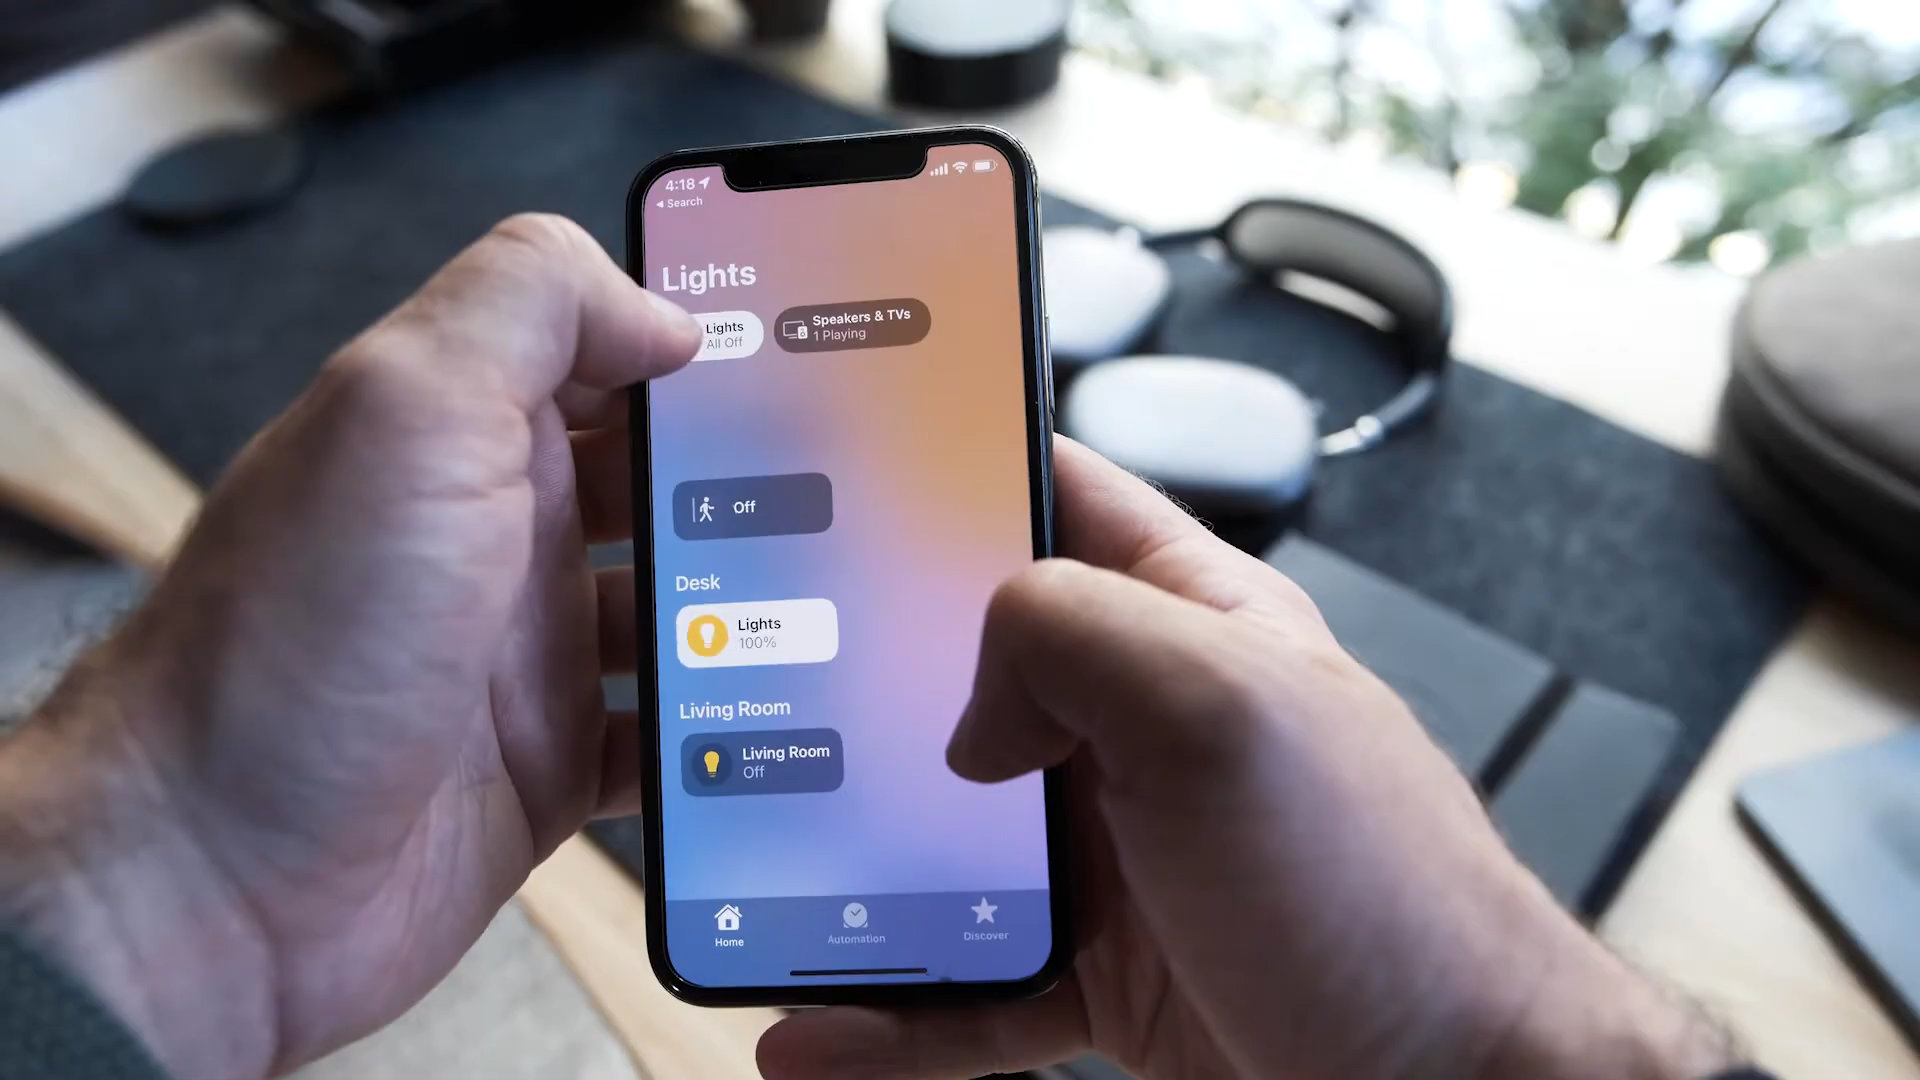 4:18
◀ Search
Lights
Lights
All Off
Speakers & TVs
1 Playing
Off
Desk
Lights
100%
Living Room
Living Room
Off
Home
Automation
Discover